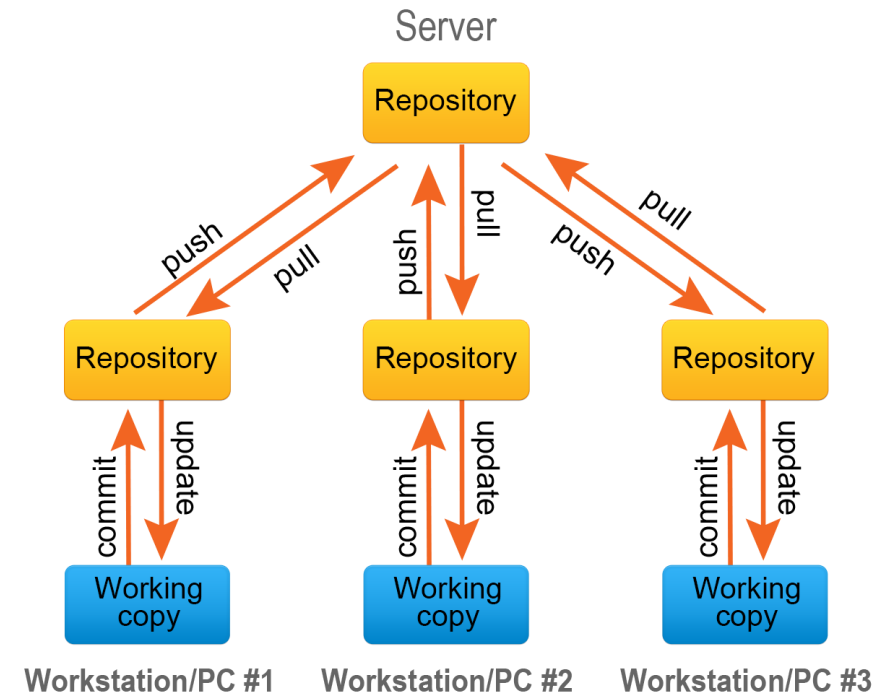 Server
Repository
push
pull
push
pull
push
pull
Repository
Repository
Repository
commit
update
commit
update
commit
update
Working
copy
Working
copy
Working
copy
Workstation/PC #1
Workstation/PC #2
Workstation/PC #3